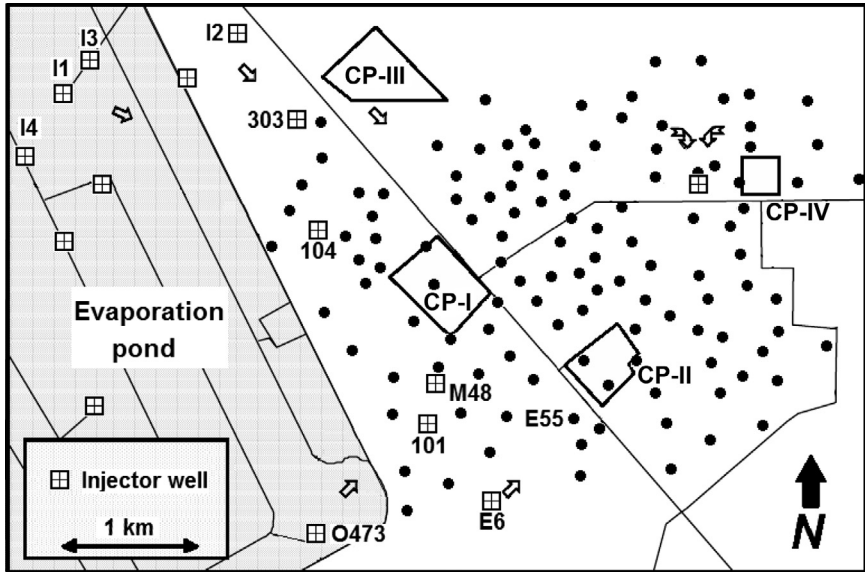 I3
I2
I1
CP-III
303
I4
CP-IV
104
CP-I
Evaporation
pond
CP-II
M48
E55
101
Injector well
1 km
E6
O473
N